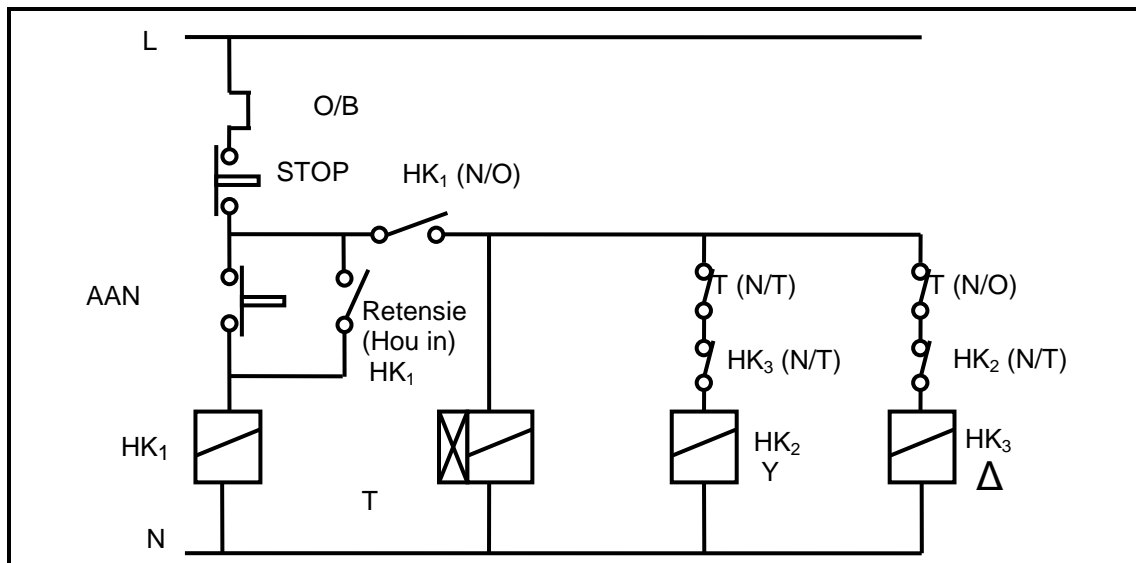 L
O/B
STOP
HK₁ (N/O)
AAN
Retensie
(Hou in)
HK₁
T (N/T)
T (N/O)
HK₃ (N/T)
HK₂ (N/T)
HK₁
T
HK₂
Y
HK₃
Δ
N